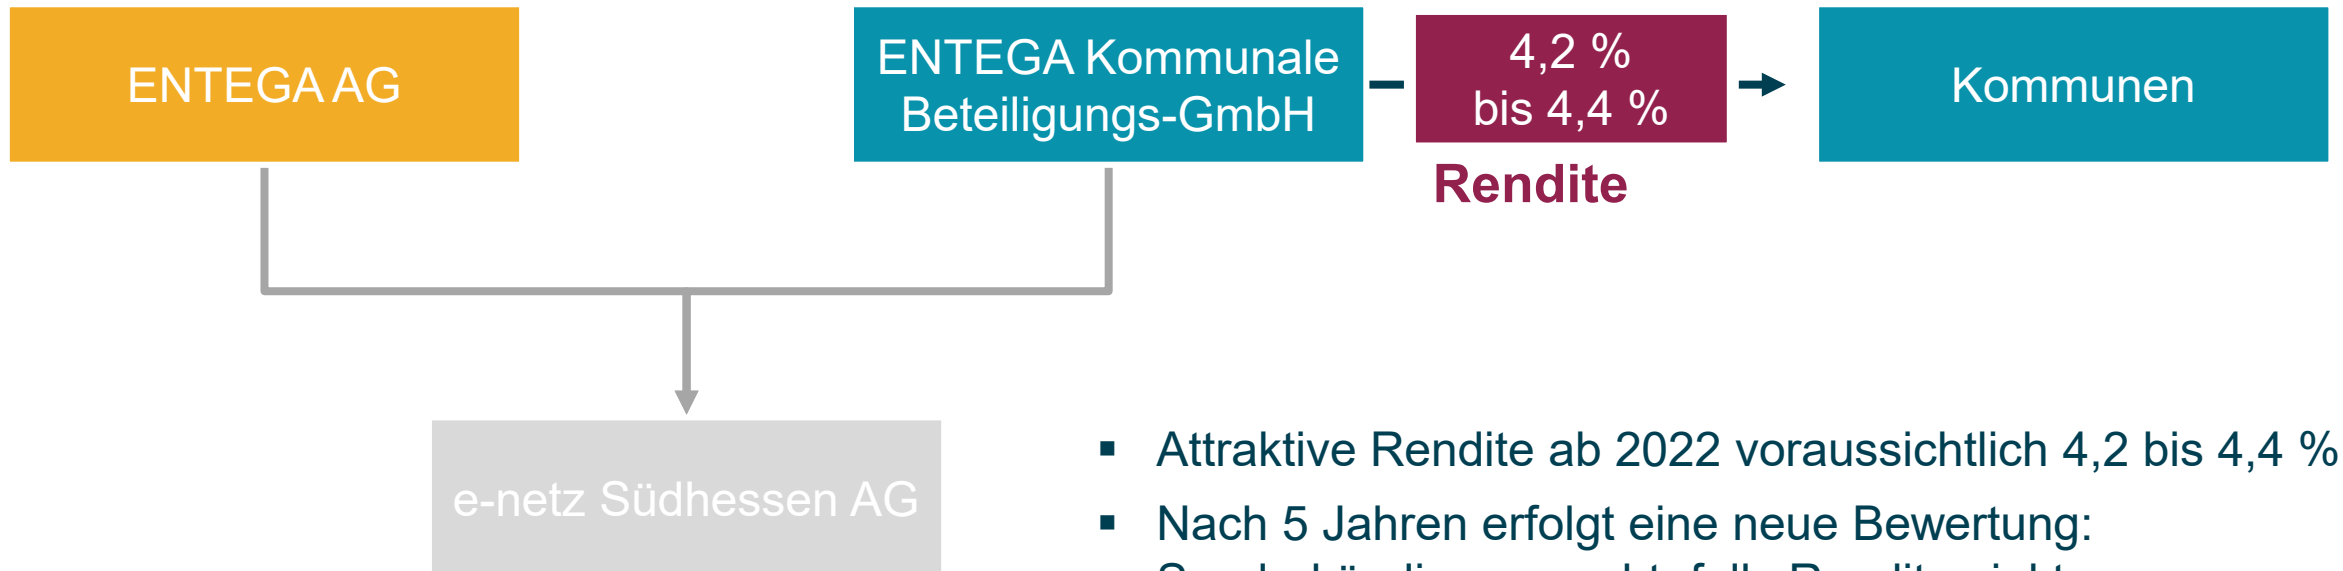 ENTEGA AG
ENTEGA Kommunale
Beteiligungs-GmbH
4,2 %
bis 4,4 %
Kommunen
Rendite
e-netz Südhessen AG
▪ Attraktive Rendite ab 2022 voraussichtlich 4,2 bis 4,4 %
▪ Nach 5 Jahren erfolgt eine neue Bewertung: